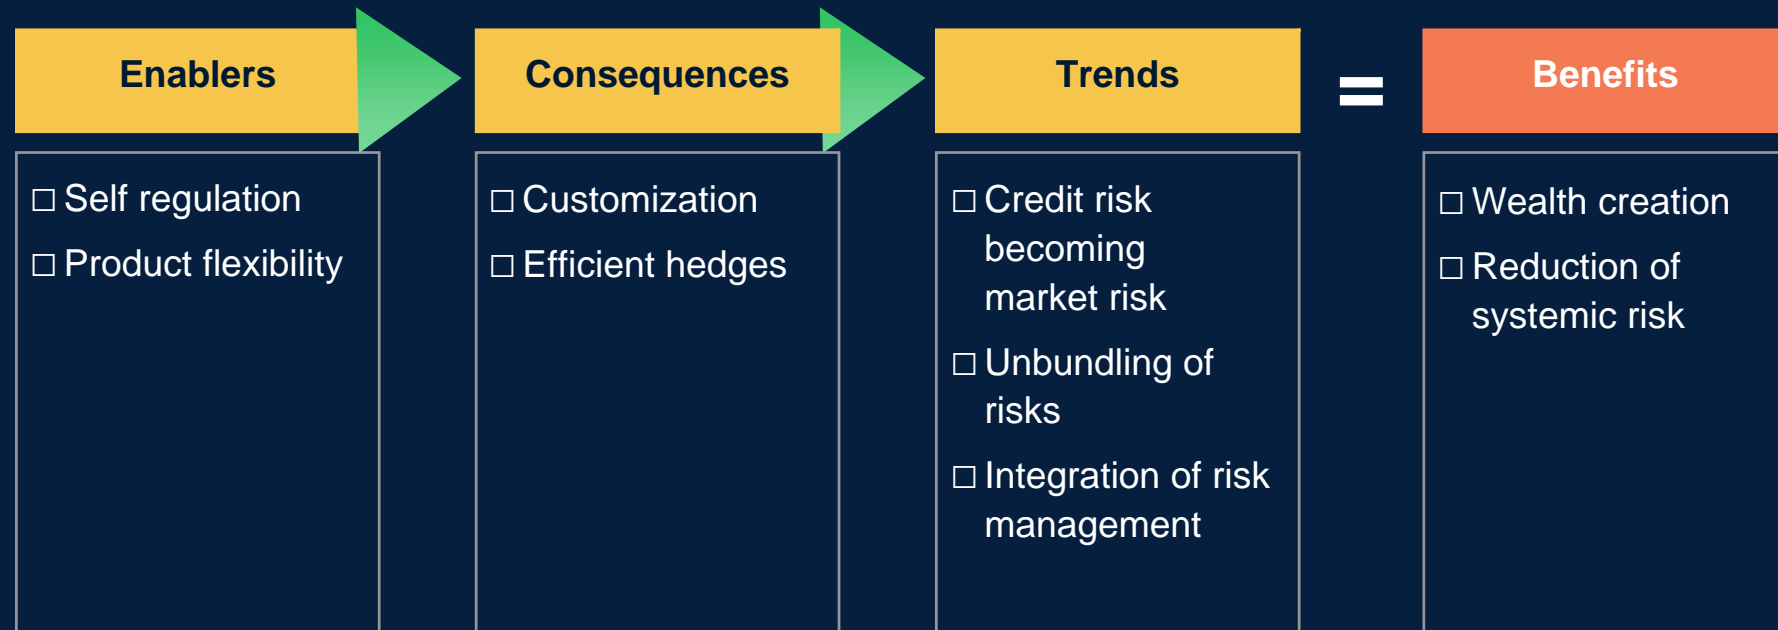 Enablers
□ Self regulation
□ Product flexibility
Consequences
□ Customization
□ Efficient hedges
Trends
□ Credit risk
becoming
market risk
□ Unbundling of
risks
□ Integration of risk
management
=
Benefits
□ Wealth creation
□ Reduction of
systemic risk